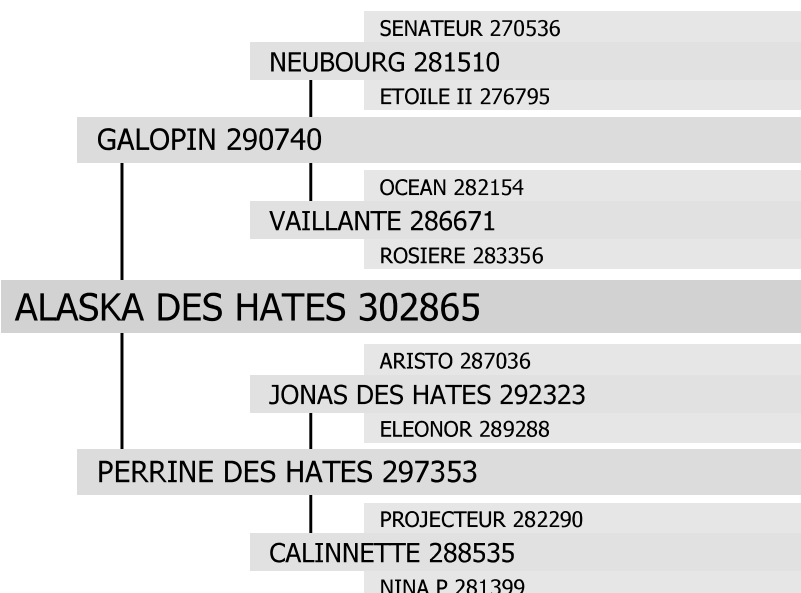 SENATEUR 270536
NEUBOURG 281510
ETOILE II 276795
GALOPIN 290740
OCEAN 282154
VAILLANTE 286671
ROSIERE 283356
ALASKA DES HATES 302865
ARISTO 287036
JONAS DES HATES 292323
ELEONOR 289288
PERRINE DES HATES 297353
PROJECTEUR 282290
CALINNETTE 288535
NINA P 281399